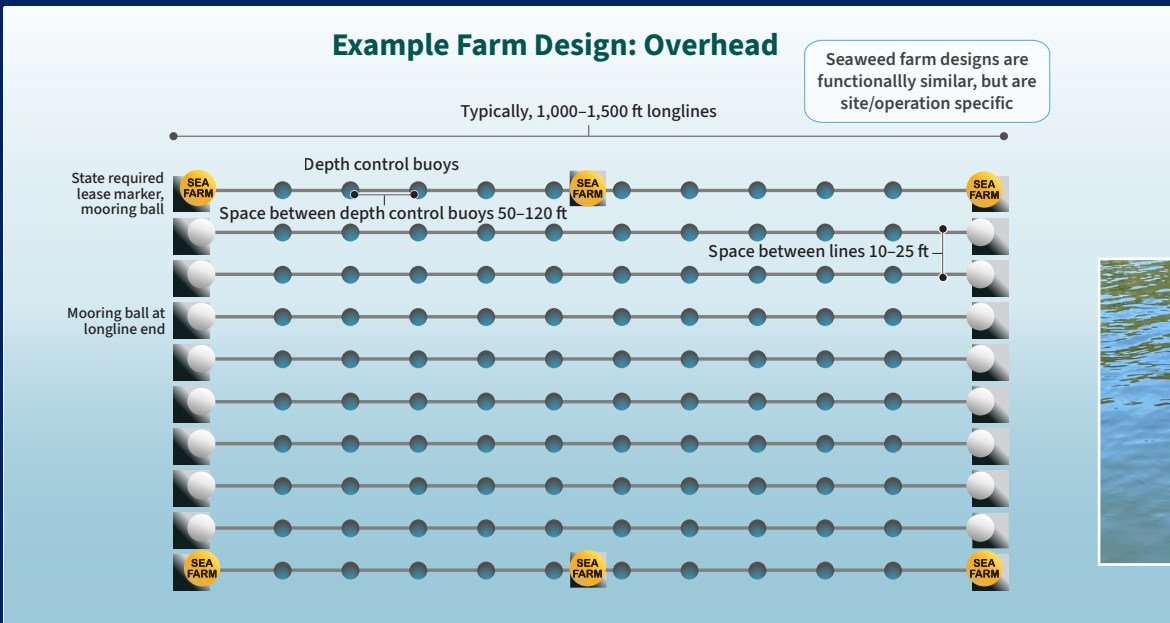 Example Farm Design: Overhead
Seaweed farm designs are
functionallly similar, but are
site/operation specific
Typically, 1,000–1,500 ft longlines
Depth control buoys
State required
lease marker,
mooring ball
SEA
FARM
SEA
FARM
SEA
FARM
Space between depth control buoys 50–120 ft
Space between lines 10–25 ft
Mooring ball at
longline end
SEA
FARM
SEA
FARM
SEA
FARM